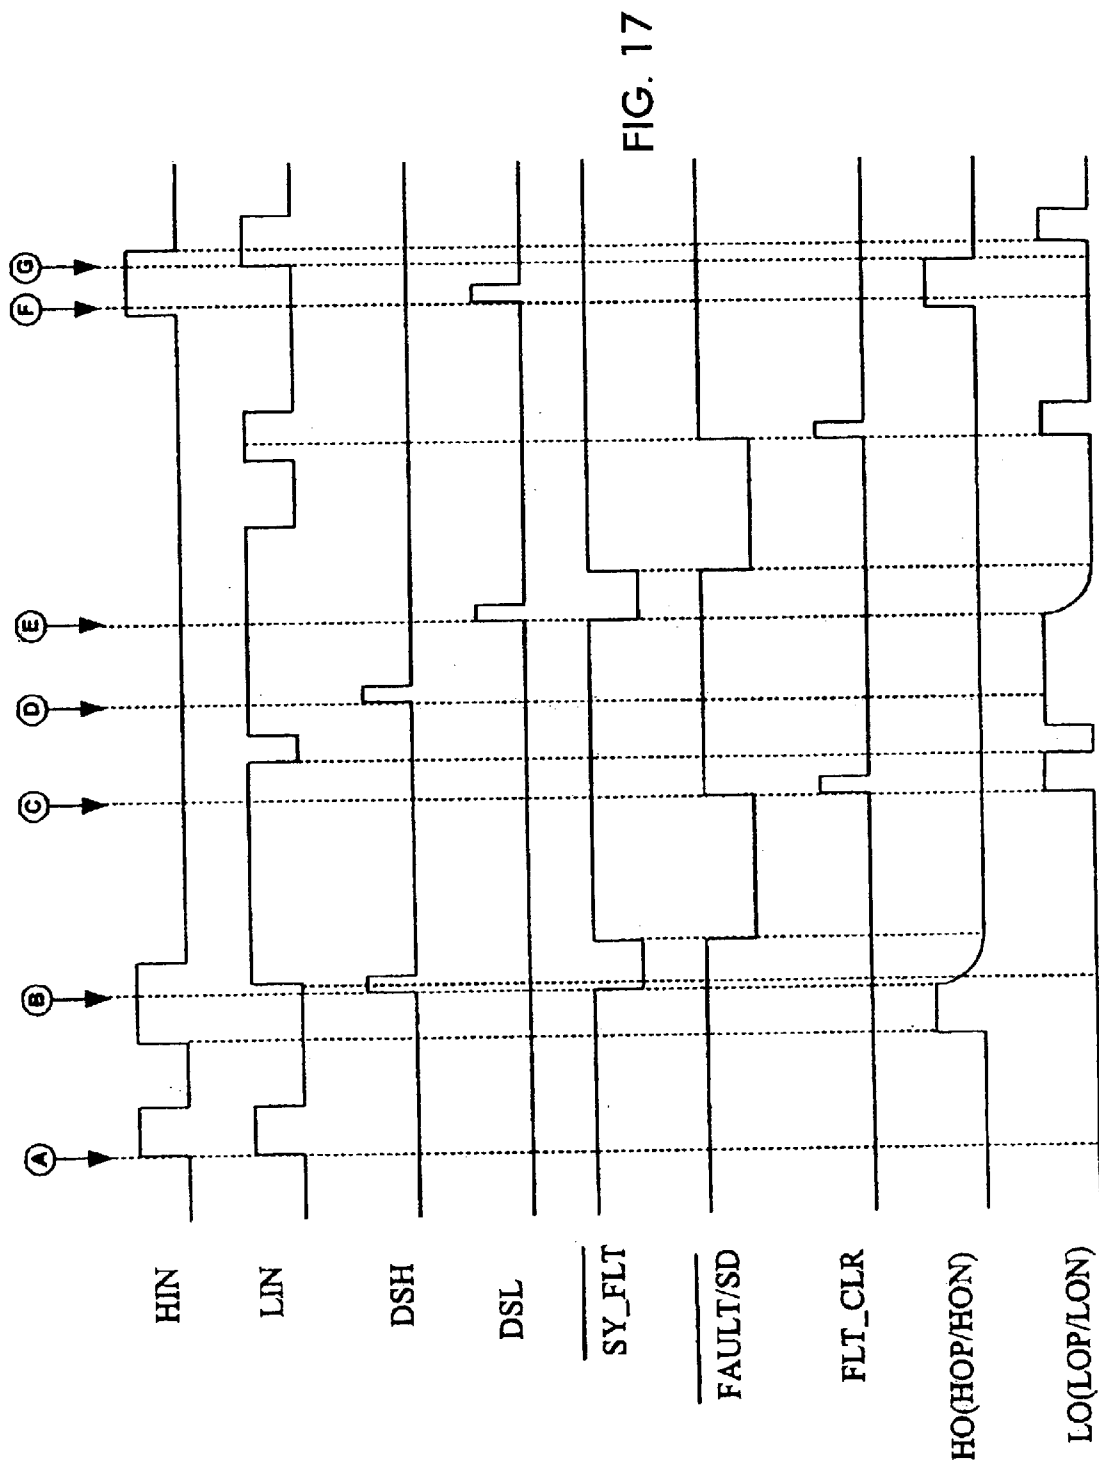 A
B
C
D
E
F
G
HIN
LIN
DSH
DSL
SY_FLT
FAULT/SD
FLT_CLR
HO(HOP/HON)
LO(LOP/LON)
FIG. 17